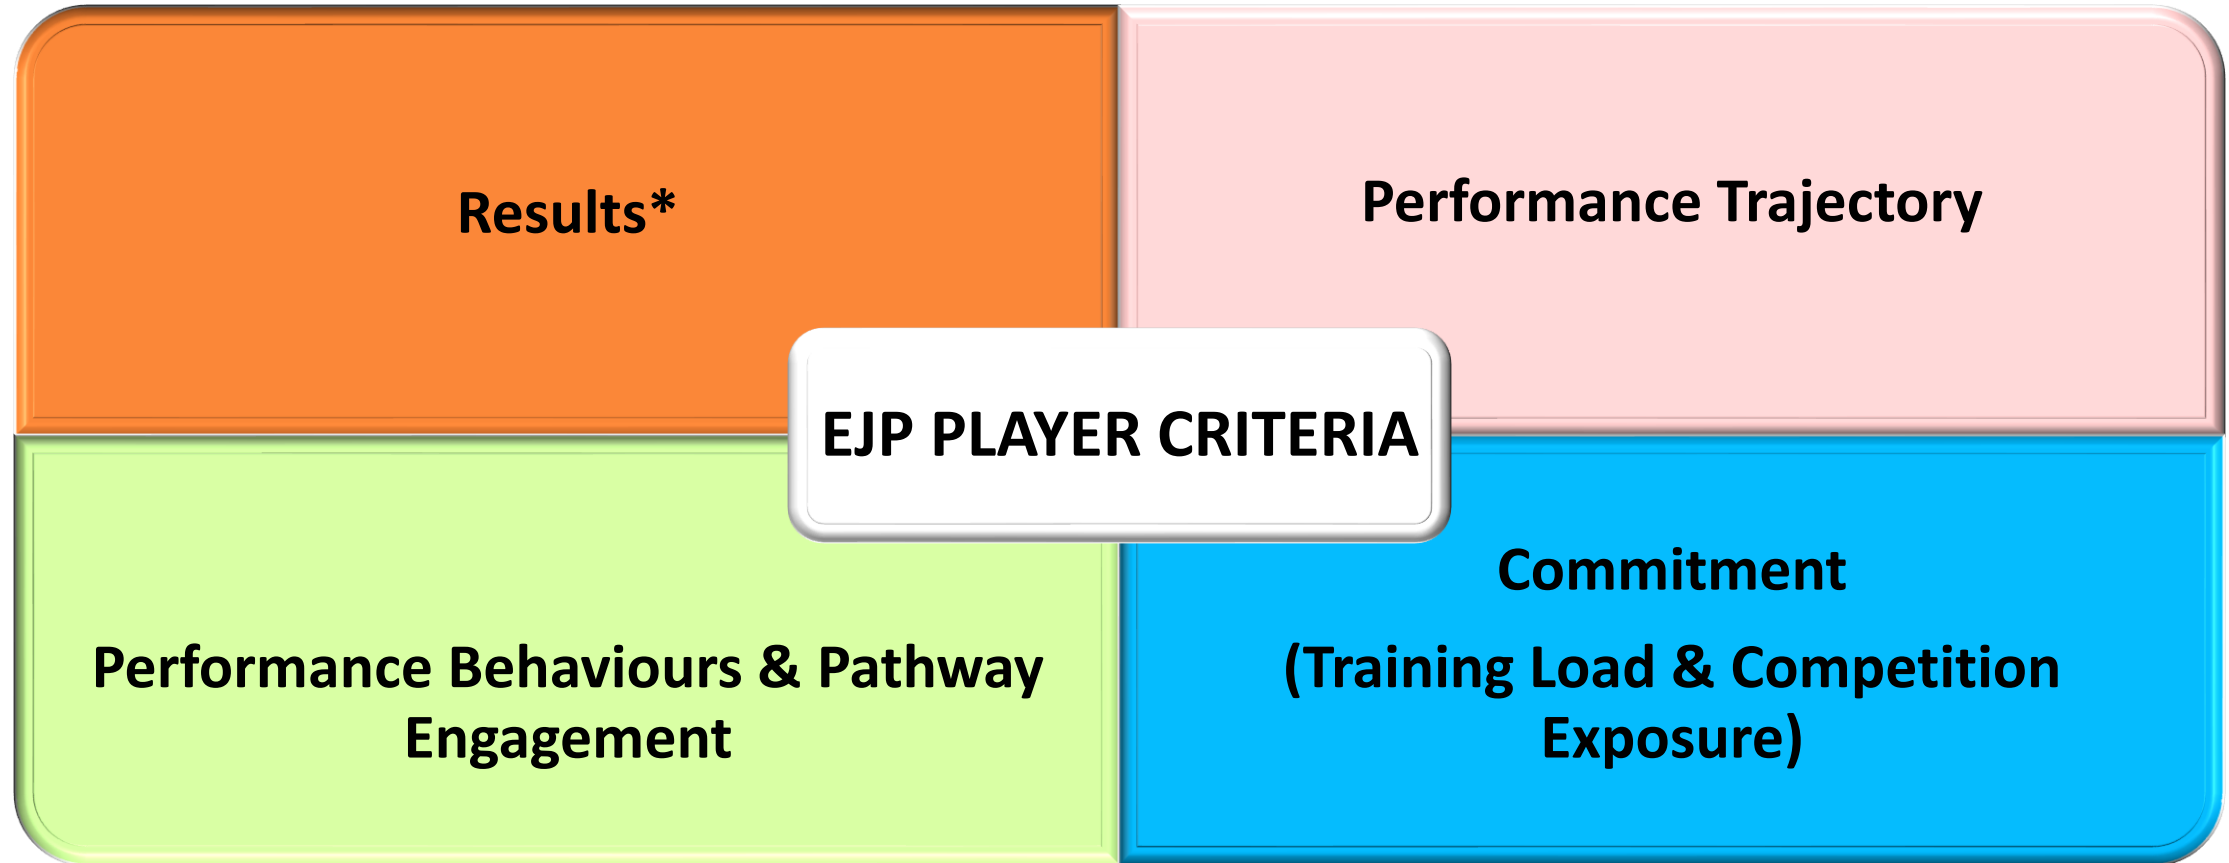 Results*
Performance Trajectory
EJP PLAYER CRITERIA
Performance Behaviours & Pathway
Engagement
Commitment
(Training Load & Competition
Exposure)